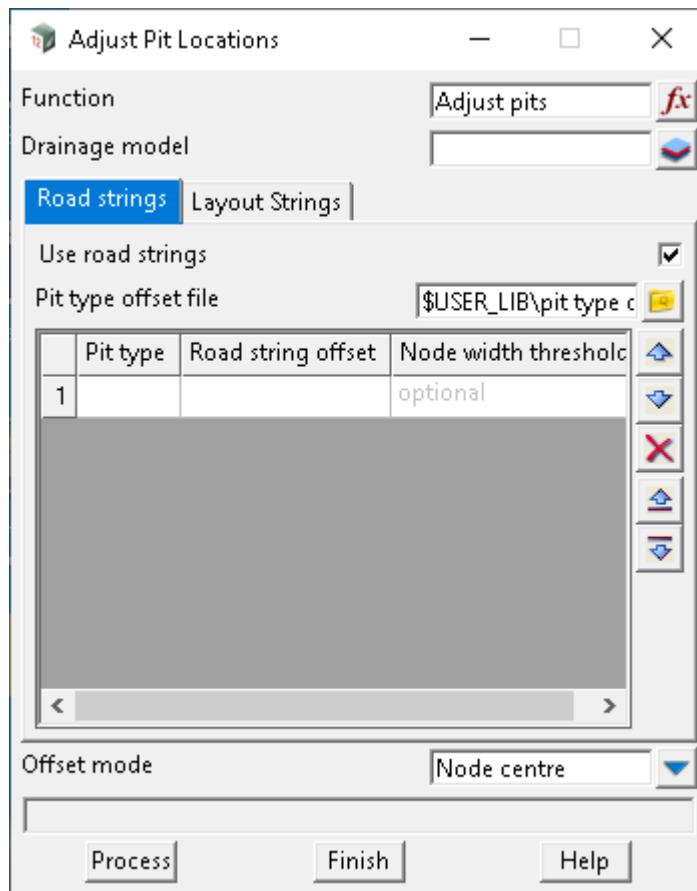 Adjust Pit Locations
Function Adjust pits fx
Drainage model
Road strings Layout Strings
Use road strings
Pit type offset file $USER_LIB\pit type
Pit type Road string offset Node width threshold
1 optional
Offset mode Node centre
Process Finish Help